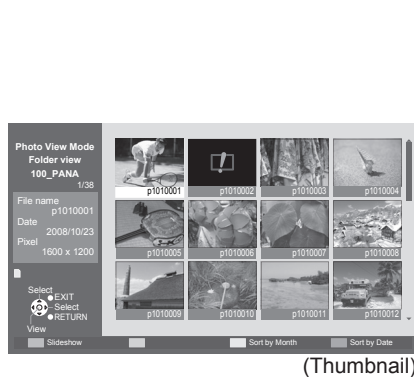 Photo View Mode
Folder view
100_PANA
1/38
File name
p1010001
Date
2008/10/23
Pixel
1600 x 1200
Select
EXIT
Select
RETURN
View
p1010001 p1010002 p1010003 p1010004
p1010005 p1010006 p1010007 p1010008
p1010009 p1010010 p1010011 p1010012
Slideshow Sort by Month Sort by Date
(Thumbnail)